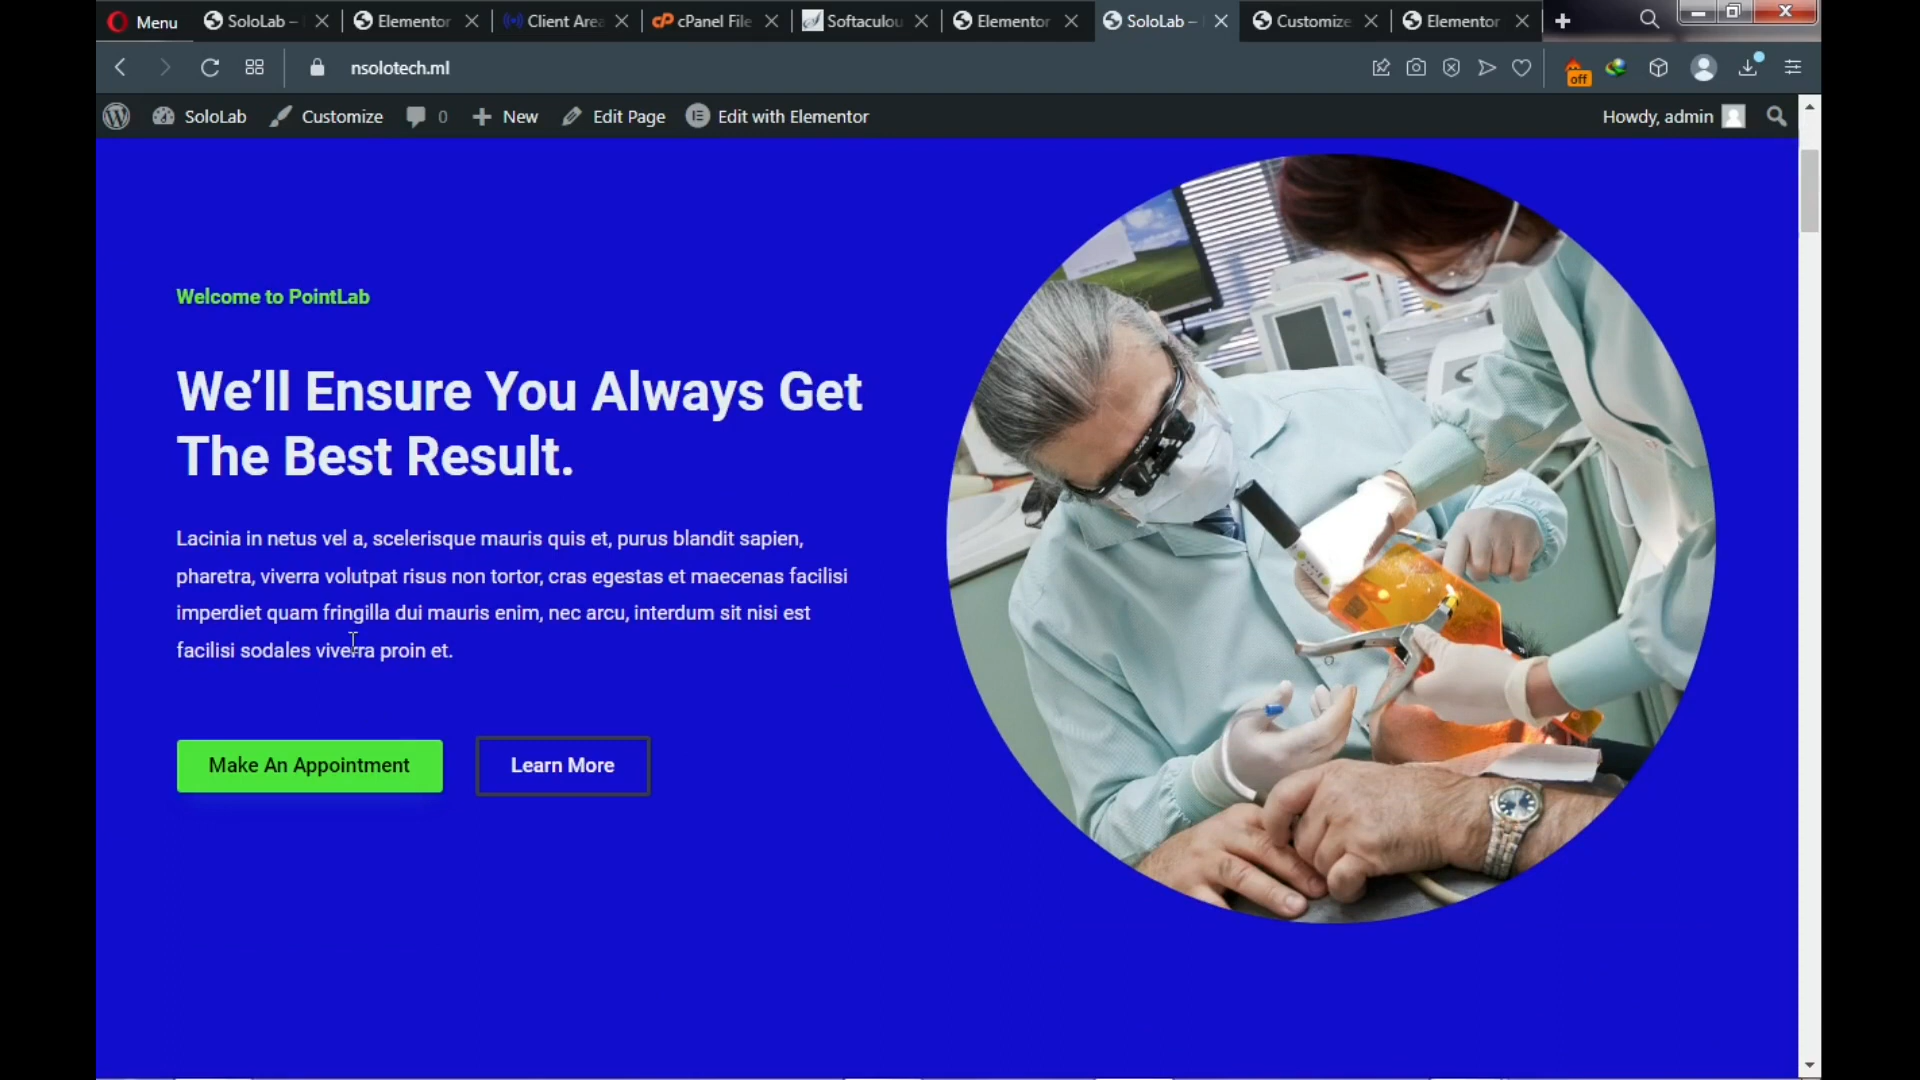 Menu
SoloLab –
Elementor
Client Area
cPanel File
Softaculou
Elementor
SoloLab –
Customize
Elementor
nsolotech.ml
off
SoloLab
Customize
0
New
Edit Page
Edit with Elementor
Howdy, admin
Welcome to PointLab
We’ll Ensure You Always Get
The Best Result.
Lacinia in netus vel a, scelerisque mauris quis et, purus blandit sapien,
pharetra, viverra volutpat risus non tortor, cras egestas et maecenas facilisi
imperdiet quam fringilla dui mauris enim, nec arcu, interdum sit nisi est
facilisi sodales viverra proin et.
Make An Appointment
Learn More